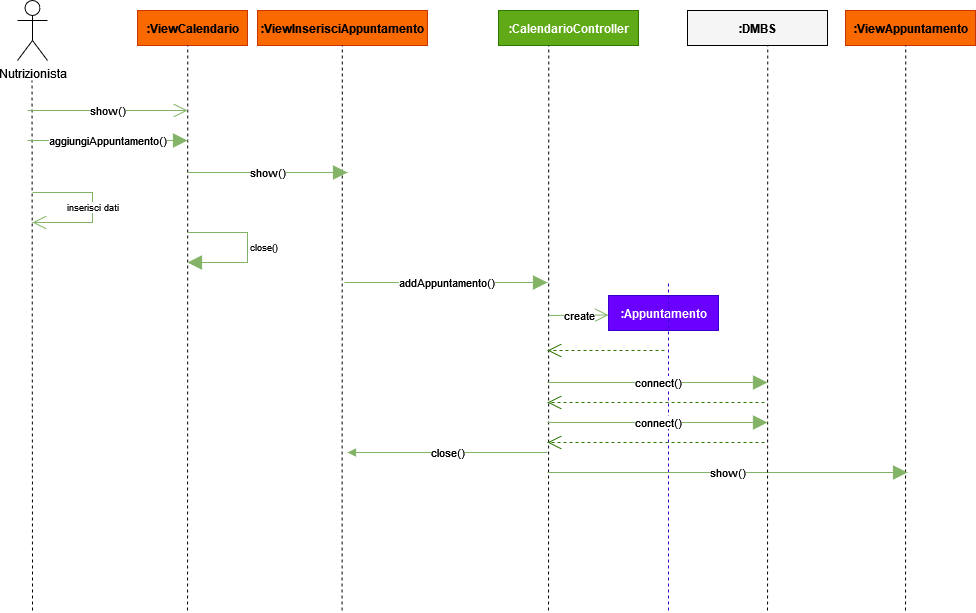 :ViewCalendario
:ViewInserisciAppuntamento
:CalendarioController
:DMBS
:ViewAppuntamento
Nutrizionista
show()
aggiungiAppuntamento()
show()
inserisci dati
close()
addAppuntamento()
:Appuntamento
create
connect()
connect()
close()
show()